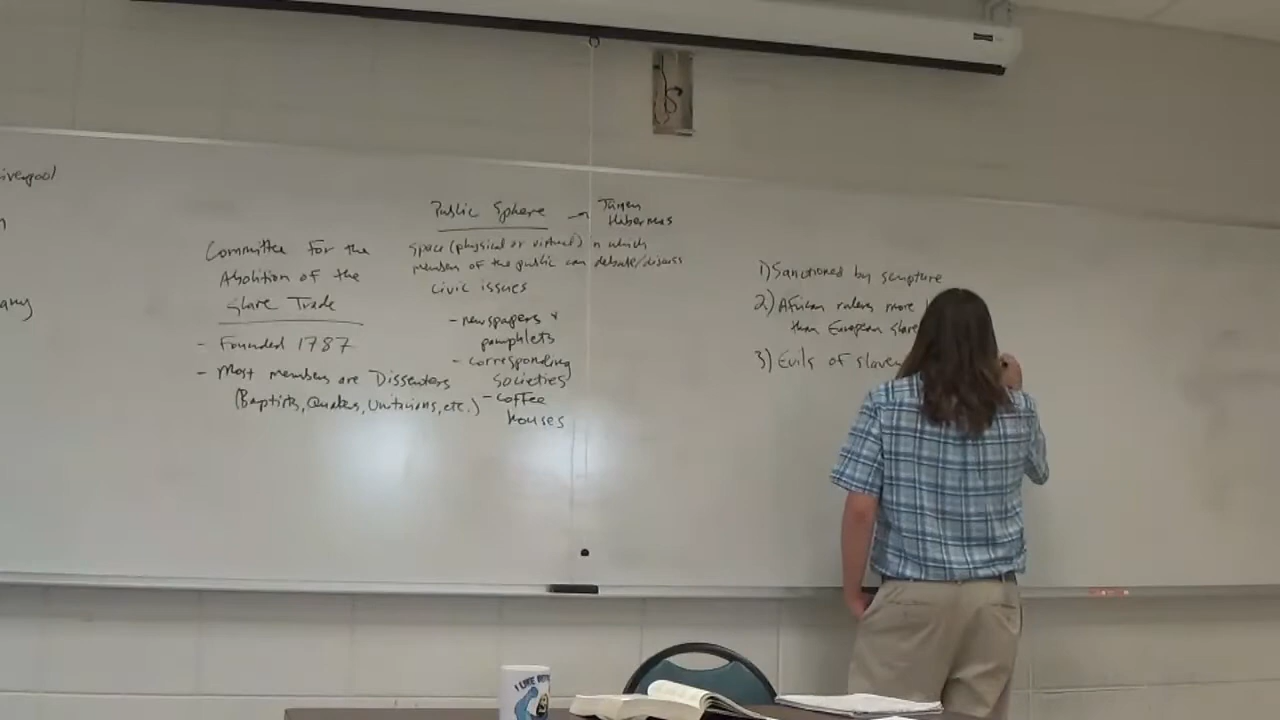 iverpool
Committee for the
Abolition of the
Slave Trade
- Founded 1787
- Most members are Dissenters
(Baptists, Quakers, Unitarians, etc.)
Public Sphere →
Habermas
space (physical or virtual) in which
members of the public can debate/discuss
civic issues
- newspapers &
pamphlets
- corresponding
societies
- coffee
houses
1) Sanctioned by scripture
2) African rulers more
than European slave
3) Evils of slave
I LIKE